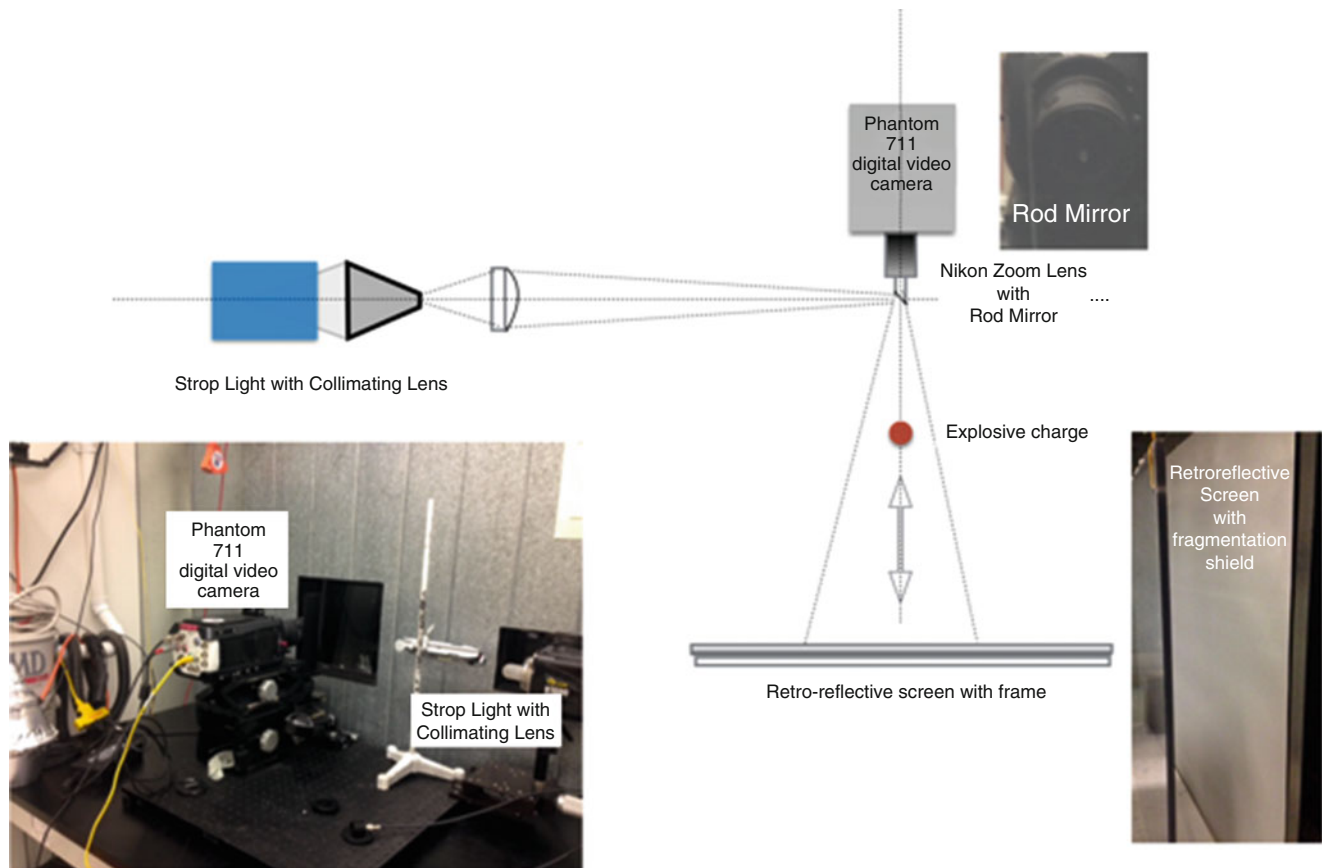 Phantom
711
digital video
camera
Rod Mirror
Nikon Zoom Lens
with
Rod Mirror
....
Strop Light with Collimating Lens
Explosive charge
Retroreflective
Screen
with
fragmentation
shield
Phantom
711
digital video
camera
MD
Strop Light with
Collimating Lens
Retro-reflective screen with frame